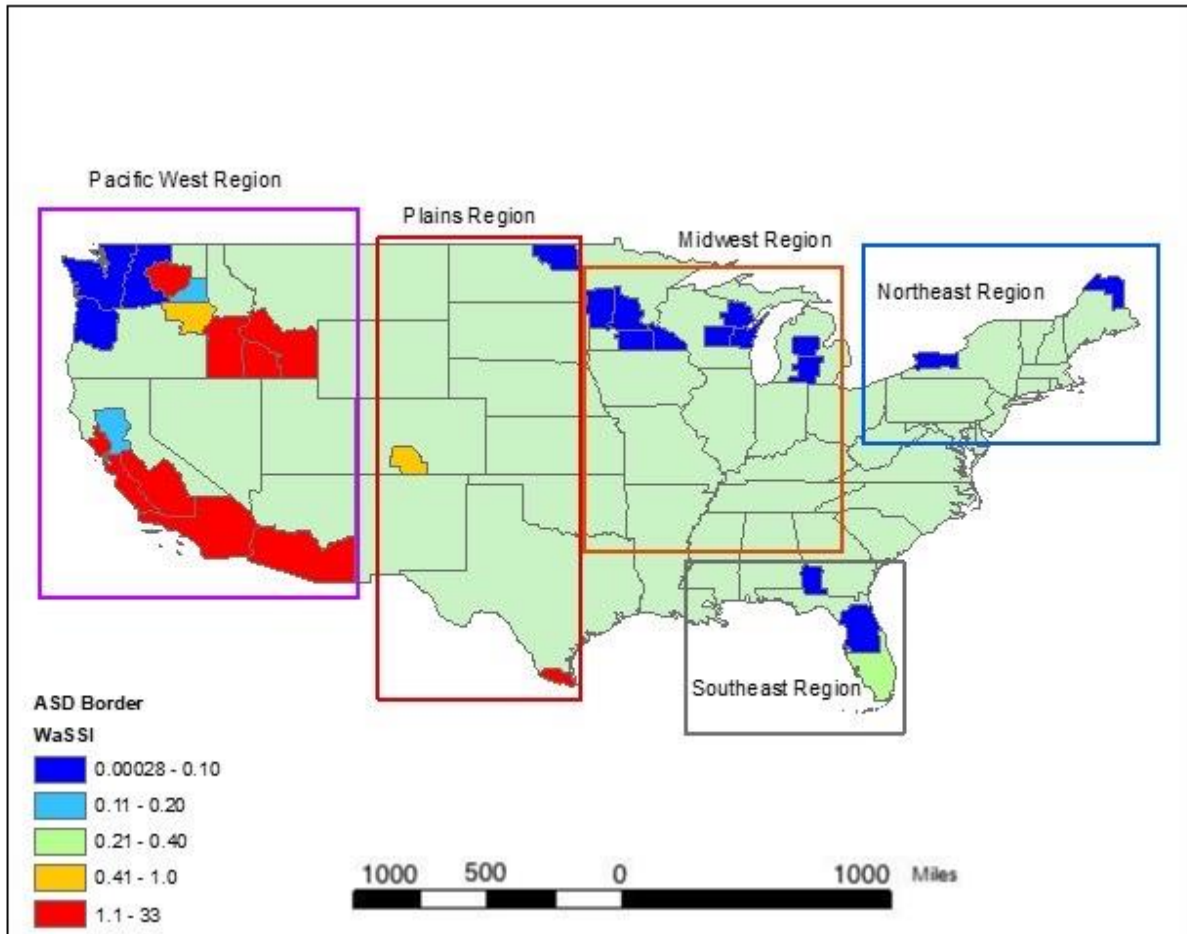 Pacific West Region
Plains Region
Midwest Region
Northeast Region
Southeast Region
ASD Border
WaSSI
0.00028 - 0.10
0.11 - 0.20
0.21 - 0.40
0.41 - 1.0
1.1 - 33
1000 500 0 1000 Miles